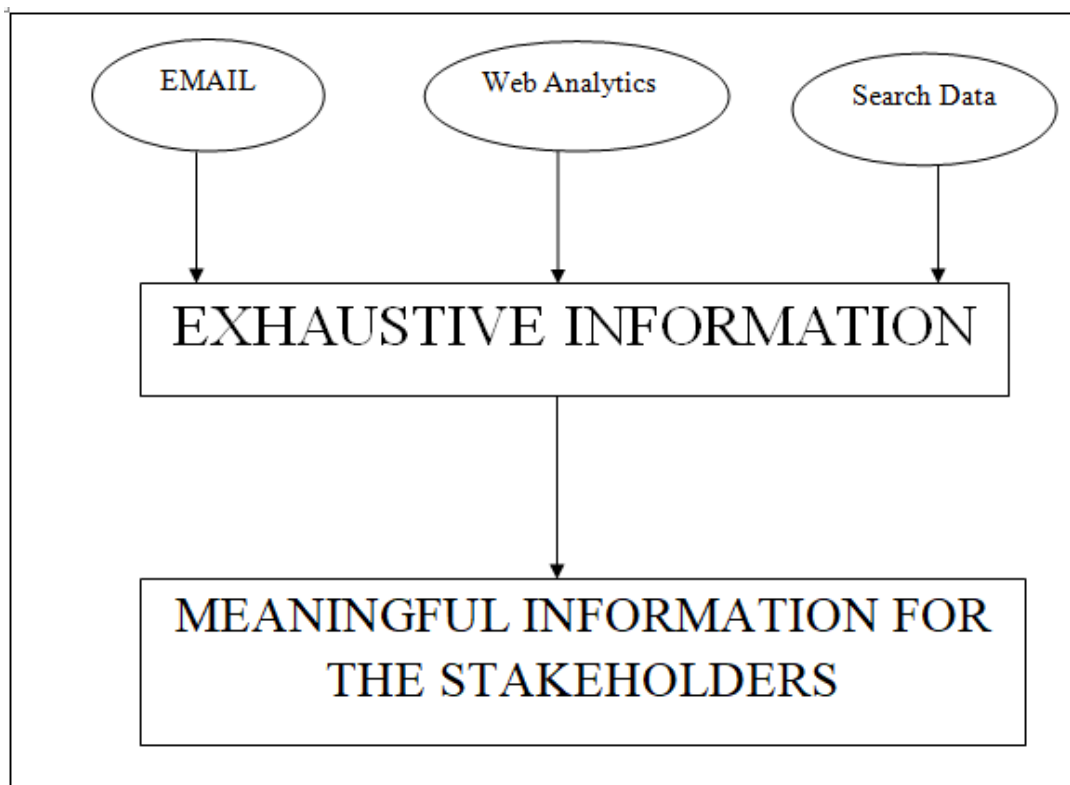 EMAIL
Web Analytics
Search Data
EXHAUSTIVE INFORMATION
MEANINGFUL INFORMATION FOR
THE STAKEHOLDERS